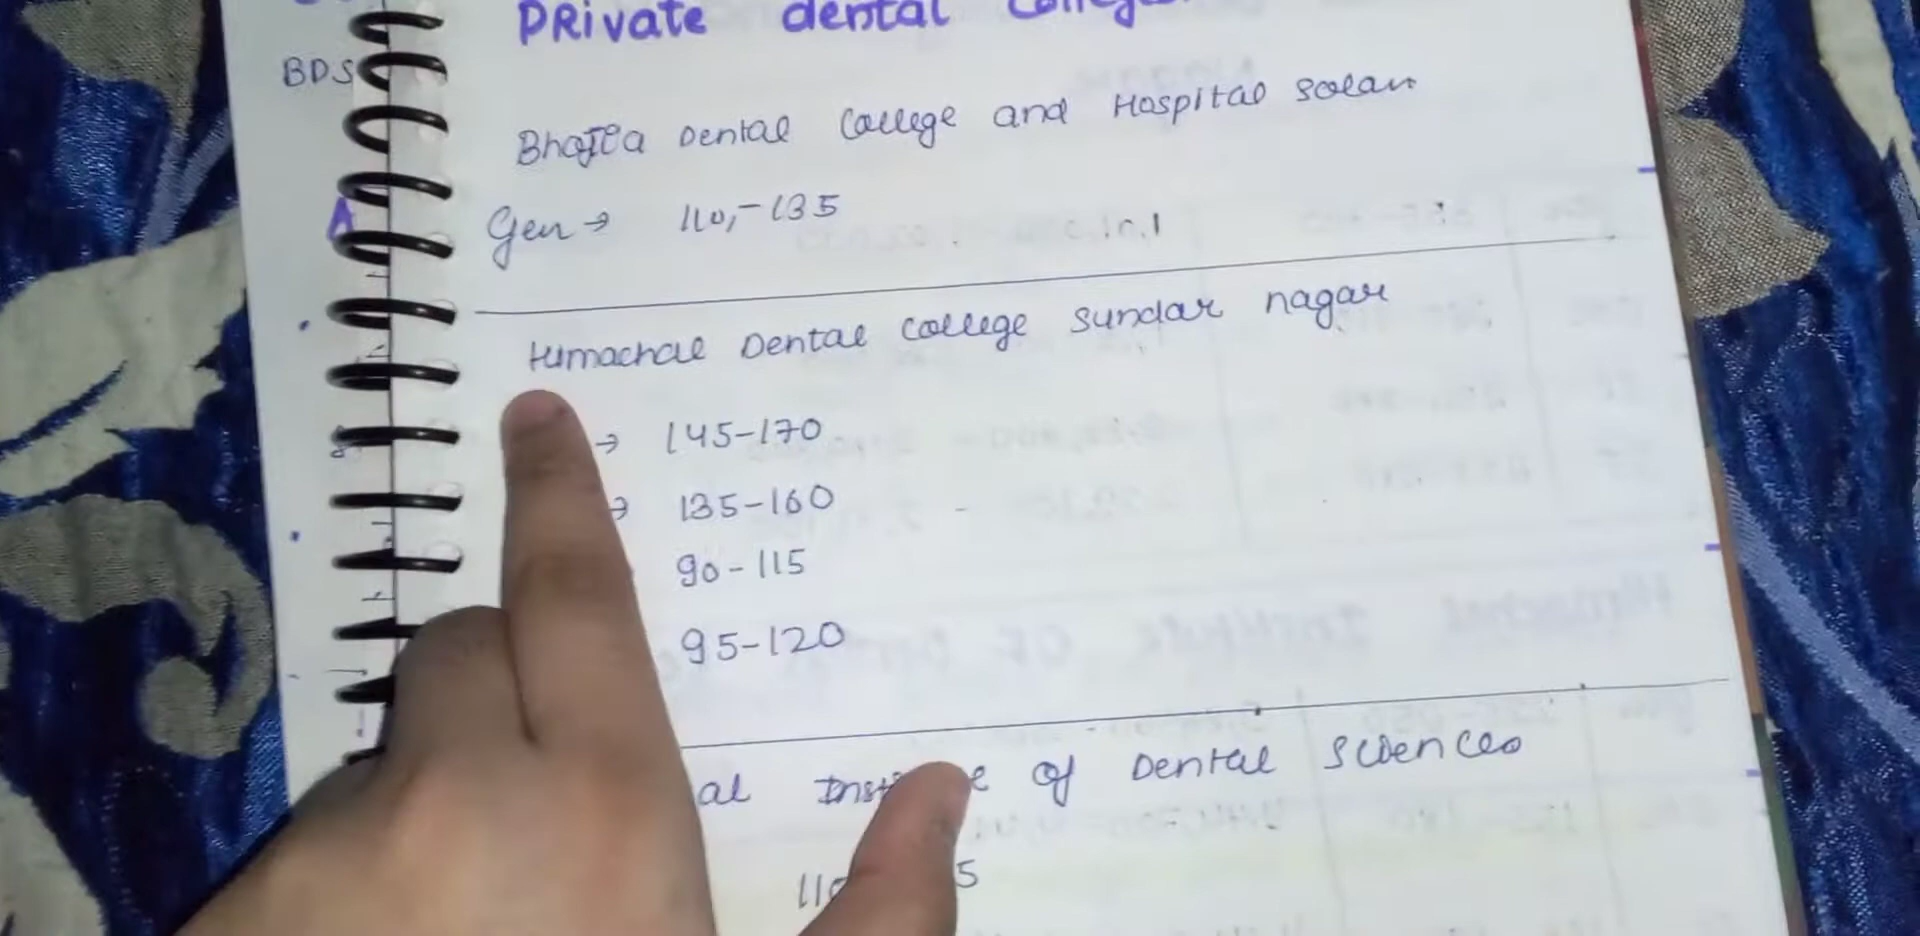 Private dental
BDS
Bhojia Dental College and Hospital Solan
Gen → 110,-135
Himachal Dental College Sundar nagar
→ 145-170
→ 135-160
90-115
95-120
al of Dental Sciences